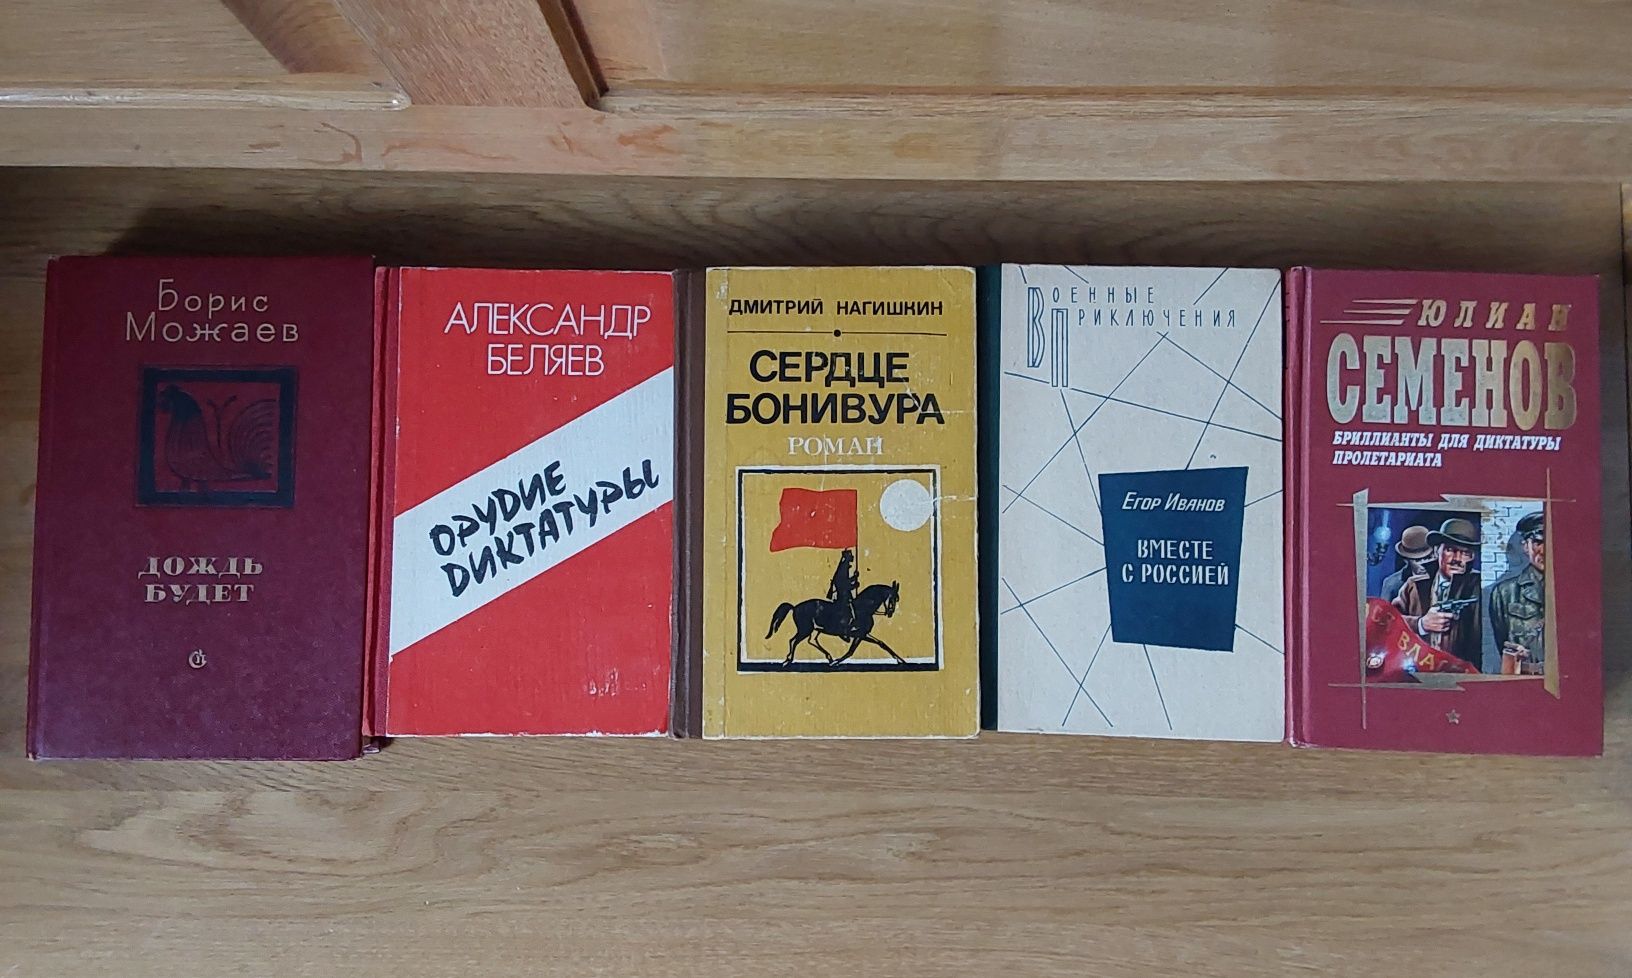 Борис
Можаев
ДОЖДЬ
БУДЕТ
АЛЕКСАНДР
БЕЛЯЕВ
ОРУДИЕ
ДИКТАТУРЫ
ДМИТРИЙ НАГИШКИН
СЕРДЦЕ
БОНИВУРА
РОМАН
ВОЕННЫЕ
ПРИКЛЮЧЕНИЯ
ЕГОР ИВАНОВ
ВМЕСТЕ
С РОССИЕЙ
ЮЛИАН
СЕМЕНОВ
БРИЛЛИАНТЫ ДЛЯ ДИКТАТУРЫ
ПРОЛЕТАРИАТА